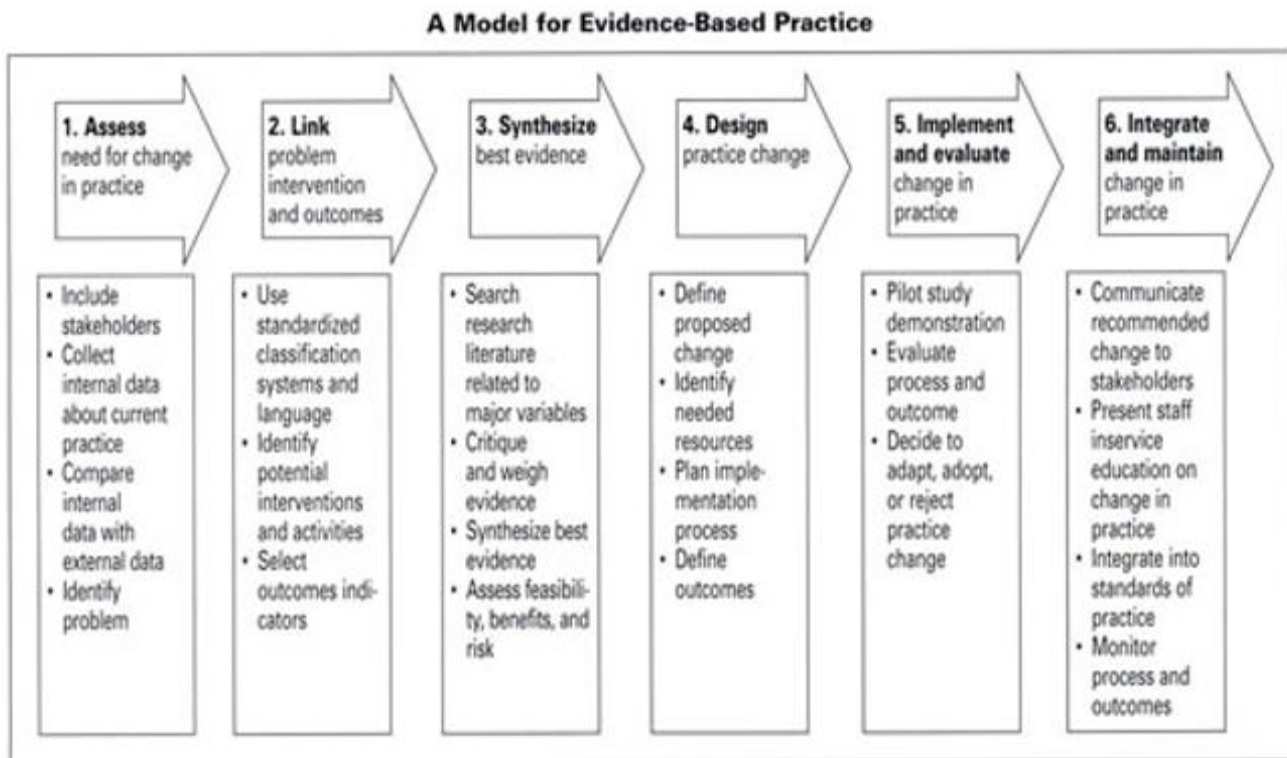 A Model for Evidence-Based Practice
1. Assess
need for change
in practice
2. Link
problem
intervention
and outcomes
3. Synthesize
best evidence
4. Design
practice change
5. Implement
and evaluate
change in
practice
6. Integrate
and maintain
change in
practice
• Include
stakeholders
• Collect
internal data
about current
practice
• Compare
internal
data with
external data
• Identify
problem
• Use
standardized
classification
systems and
language
• Identify
potential
interventions
and activities
• Select
outcomes indi-
cators
• Search
research
literature
related to
major variables
• Critique
and weigh
evidence
• Synthesize best
evidence
• Assess feasibili-
ty, benefits, and
risk
• Define
proposed
change
• Identify
needed
resources
• Plan imple-
mentation
process
• Define
outcomes
• Pilot study
demonstration
• Evaluate
process and
outcome
• Decide to
adapt, adopt,
or reject
practice
change
• Communicate
recommended
change to
stakeholders
• Present staff
inservice
education on
change in
practice
• Integrate into
standards of
practice
• Monitor
process and
outcomes